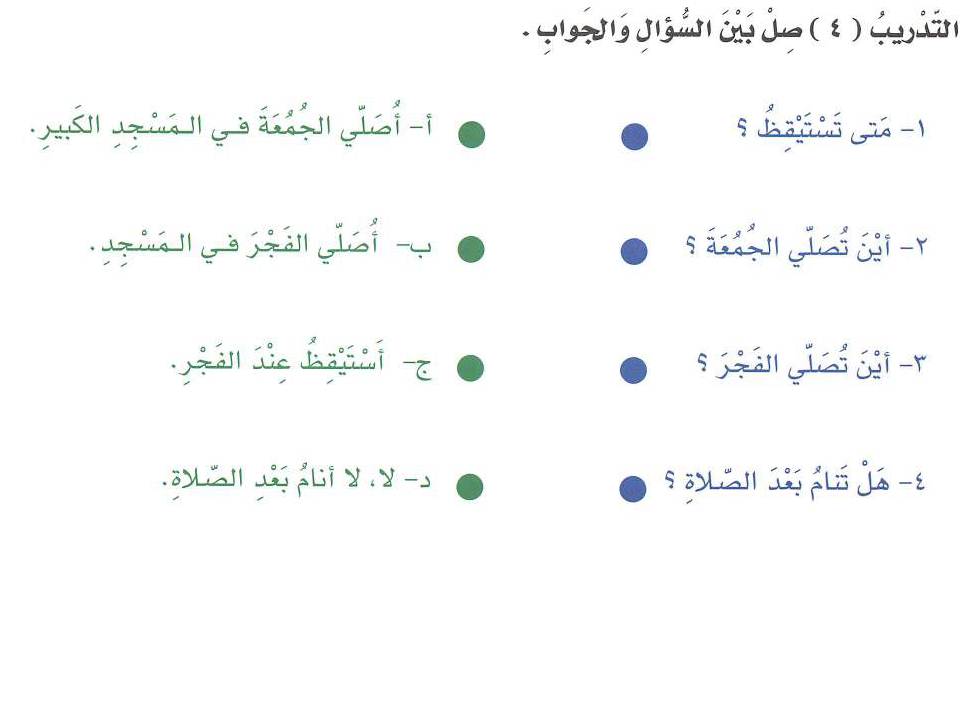 التّدْريبُ ( ٤ ) صِلْ بَيْنَ السُّؤالِ وَالجَوابِ .
١- مَتى تَسْتَيْقِظُ ؟
أ- أُصَلّي الجُمُعَةَ في المَسْجِدِ الكَبيرِ.
٢- أيْنَ تُصَلّي الجُمُعَةَ ؟
ب- أُصَلّي الفَجْرَ في المَسْجِدِ.
٣- أيْنَ تُصَلّي الفَجْرَ ؟
ج- أَسْتَيْقِظُ عِنْدَ الفَجْرِ.
٤- هَلْ تَنامُ بَعْدَ الصّلاةِ ؟
د- لا، لا أنامُ بَعْدِ الصّلاةِ.